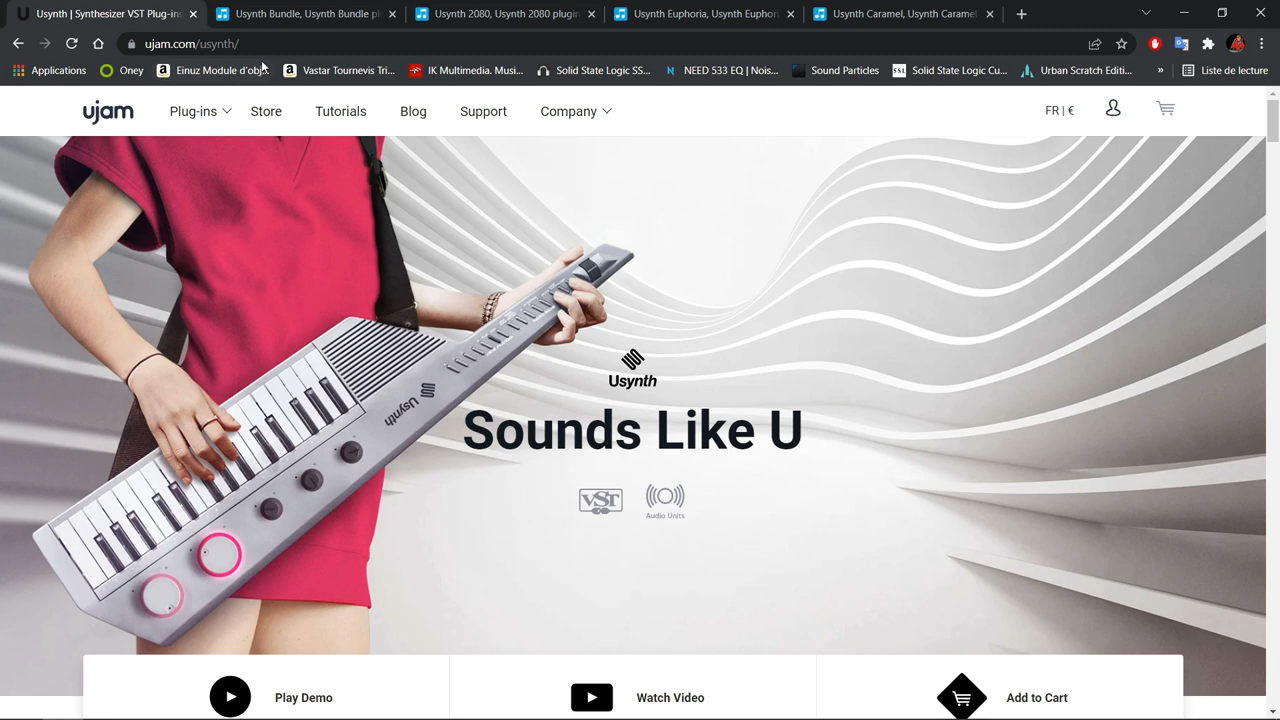 Usynth | Synthesizer VST Plug-ins
Usynth Bundle, Usynth Bundle pl
Usynth 2080, Usynth 2080 plugin
Usynth Euphoria, Usynth Euphori
Usynth Caramel, Usynth Caramel
ujam.com/usynth/
Applications
Oney
Einuz Module d'obj...
Vastar Tournevis Tri...
IK Multimedia. Musi...
Solid State Logic SS...
NEED 533 EQ | Nois...
Sound Particles
SSL
Solid State Logic Cu...
Urban Scratch Editi...
»
Liste de lecture
ujam
Plug-ins
Store
Tutorials
Blog
Support
Company
FR | €
Usynth
Usynth
Sounds Like U
VST
Audio Units
Play Demo
Watch Video
Add to Cart